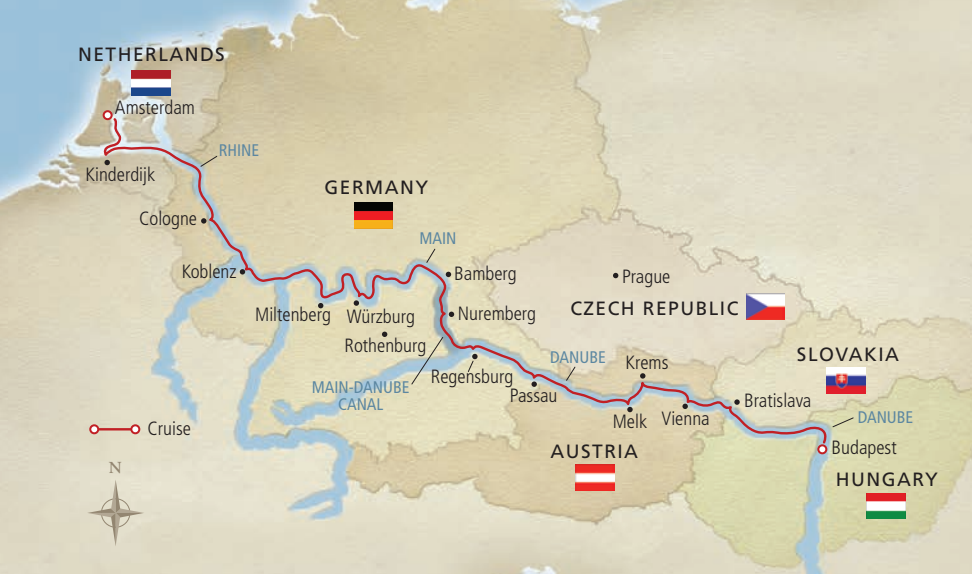 NETHERLANDS
Amsterdam
RHINE
Kinderdijk
GERMANY
Cologne
MAIN
Koblenz
Bamberg
Prague
Miltenberg
Würzburg
Nuremberg
CZECH REPUBLIC
Rothenburg
SLOVAKIA
DANUBE
Krems
Regensburg
MAIN-DANUBE
CANAL
Passau
Bratislava
Melk
Vienna
DANUBE
Cruise
Budapest
AUSTRIA
N
HUNGARY